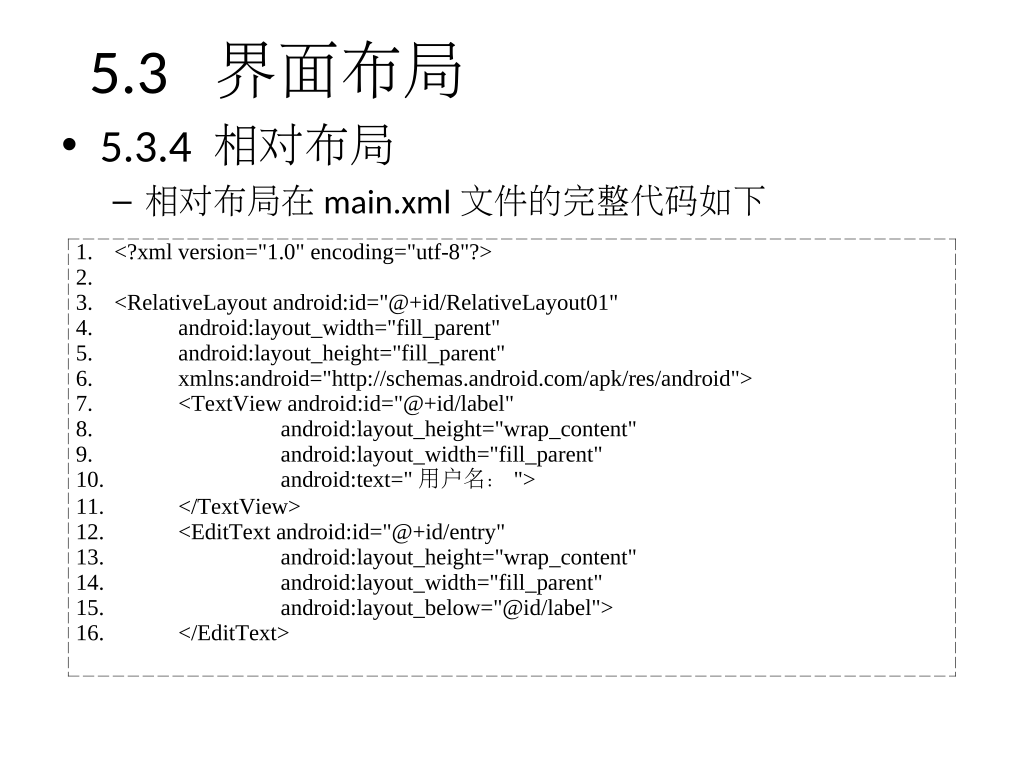 5.3 界面布局
• 5.3.4 相对布局
– 相对布局在 main.xml 文件的完整代码如下
1. <?xml version="1.0" encoding="utf-8"?>
2.
3. <RelativeLayout android:id="@+id/RelativeLayout01"
4. android:layout_width="fill_parent"
5. android:layout_height="fill_parent"
6. xmlns:android="http://schemas.android.com/apk/res/android">
7. <TextView android:id="@+id/label"
8. android:layout_height="wrap_content"
9. android:layout_width="fill_parent"
10. android:text=" 用户名： ">
11. </TextView>
12. <EditText android:id="@+id/entry"
13. android:layout_height="wrap_content"
14. android:layout_width="fill_parent"
15. android:layout_below="@id/label">
16. </EditText>